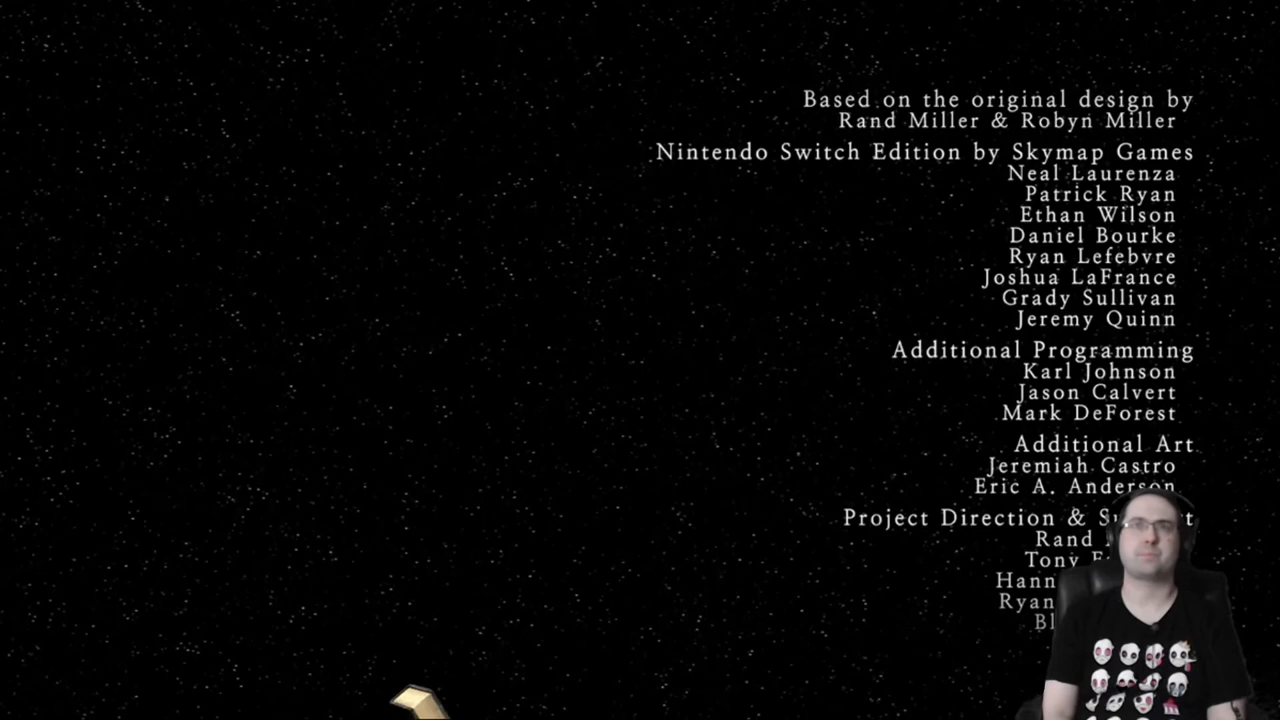 Based on the original design by
Rand Miller & Robyn Miller
Nintendo Switch Edition by Skymap Games
Neal Laurenza
Patrick Ryan
Ethan Wilson
Daniel Bourke
Ryan Lefebvre
Joshua LaFrance
Grady Sullivan
Jeremy Quinn
Additional Programming
Karl Johnson
Jason Calvert
Mark DeForest
Additional Art
Jeremiah Castro
Eric A. Anderson
Project Direction &
Rand
Tony
Ryan